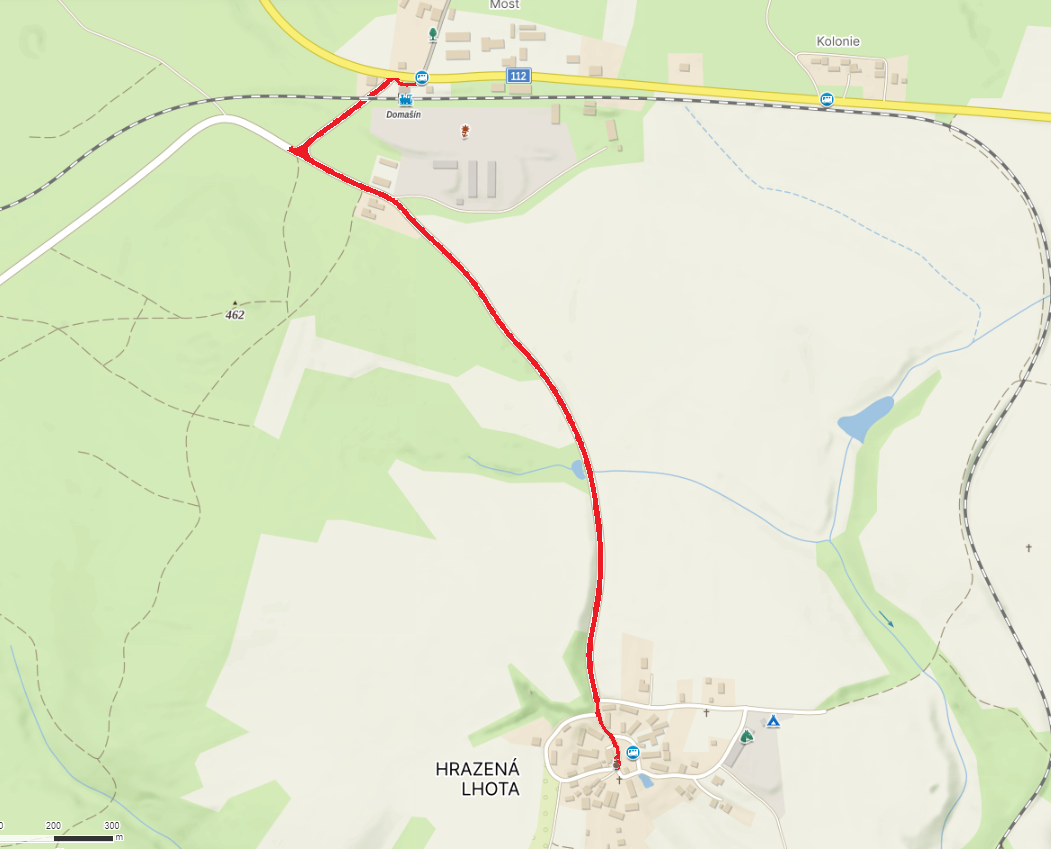 Most
Kolonie
112
Domašín
462
HRAZENÁ
LHOTA
0 200 300
m